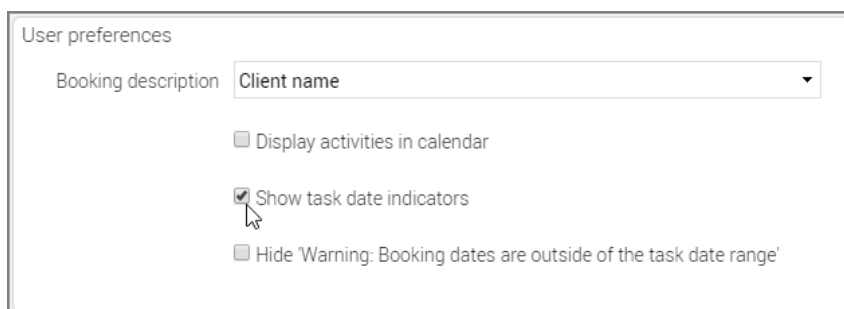 User preferences
Booking description Client name
Display activities in calendar
Show task date indicators
Hide 'Warning: Booking dates are outside of the task date range'